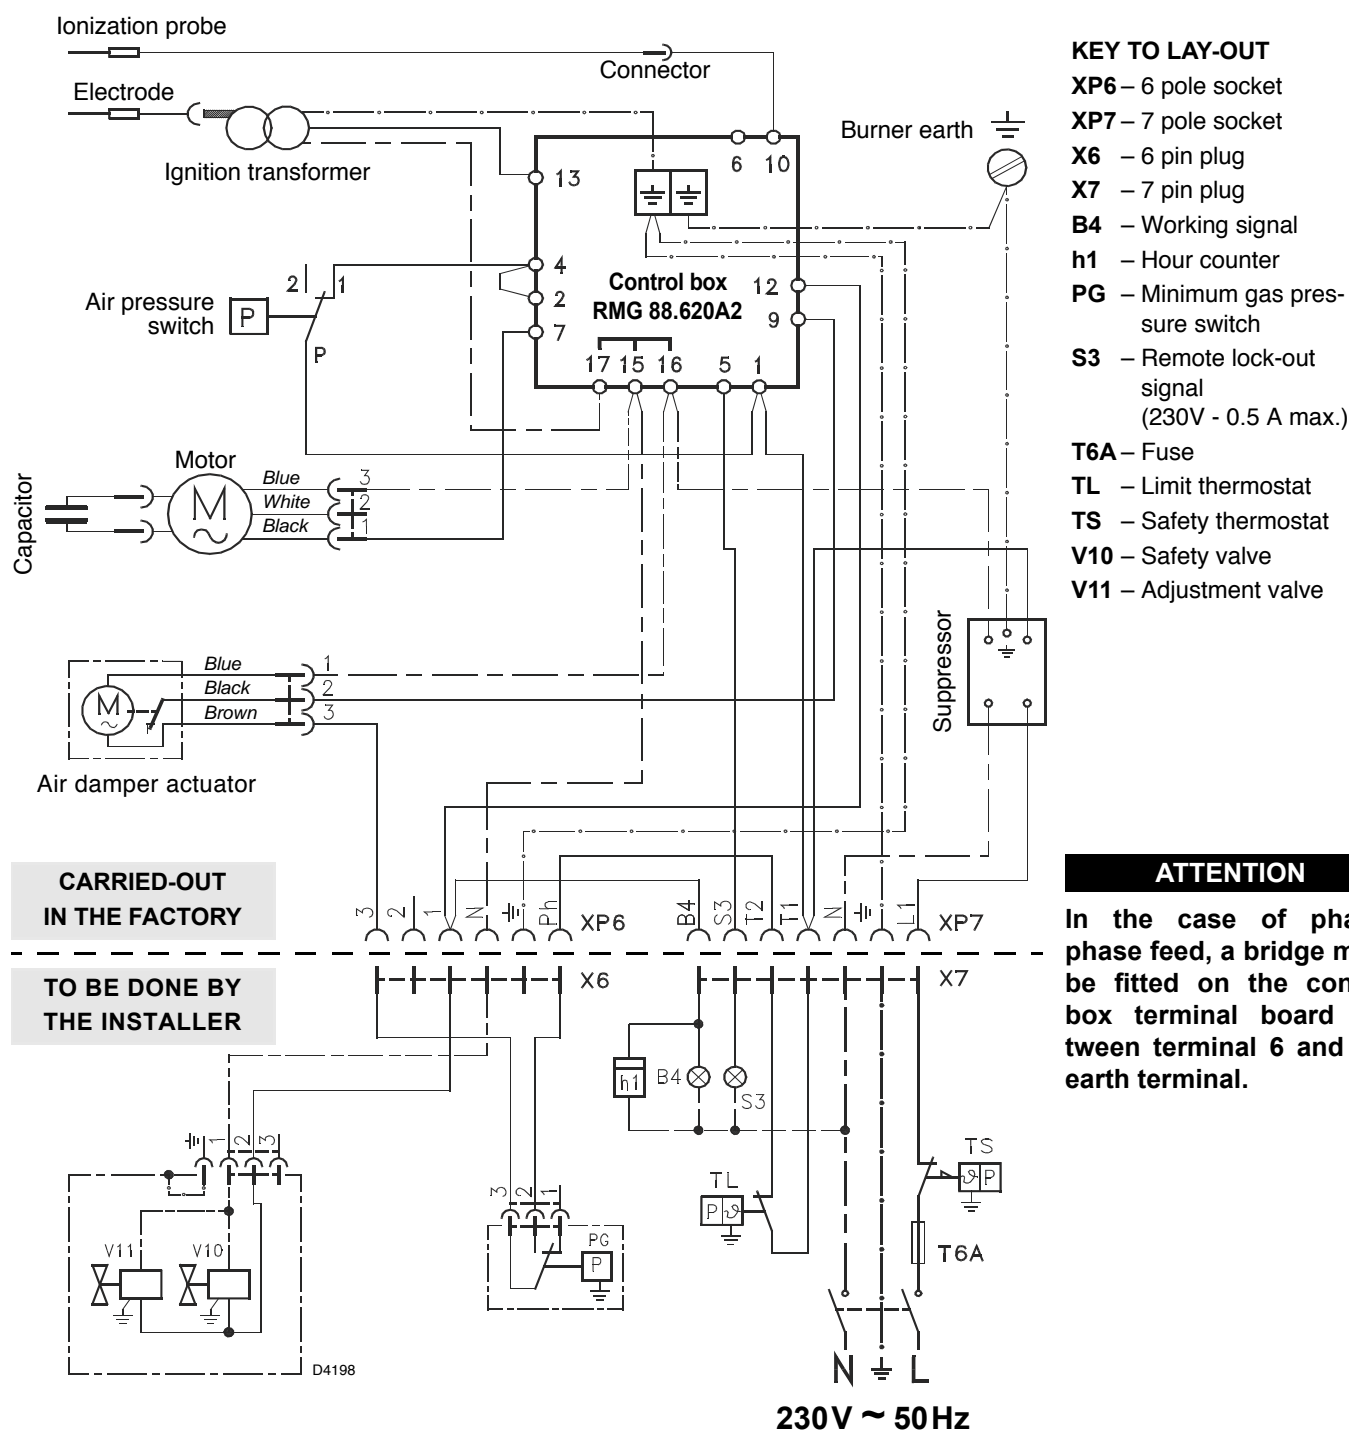 Ionization probe
Connector
Electrode
Ignition transformer
Burner earth
6 10
13
4
2
7
12
9
Control box
RMG 88.620A2
17 15 16 5 1
2 1
Air pressure
switch
P
P
Motor
M
Capacitor
Blue 3
White 2
Black 1
Suppressor
Blue 1
Black 2
Brown 3
M
Air damper actuator
CARRIED-OUT
IN THE FACTORY
3 2 1 N Ph XP6
B4 S3 T2 T1 N L1 XP7
TO BE DONE BY
THE INSTALLER
X6
X7
h1 B4 S3
1 2 3
V11 V10
D4198
3 2 1
PG
P
TL
P ϑ
TS
ϑ P
T6A
N L
230V ~ 50Hz
KEY TO LAY-OUT
XP6 – 6 pole socket
XP7 – 7 pole socket
X6 – 6 pin plug
X7 – 7 pin plug
B4 – Working signal
h1 – Hour counter
PG – Minimum gas pres-
sure switch
S3 – Remote lock-out
signal
(230V - 0.5 A max.)
T6A – Fuse
TL – Limit thermostat
TS – Safety thermostat
V10 – Safety valve
V11 – Adjustment valve
ATTENTION
In the case of pha
phase feed, a bridge m
be fitted on the con
box terminal board
tween terminal 6 and
earth terminal.